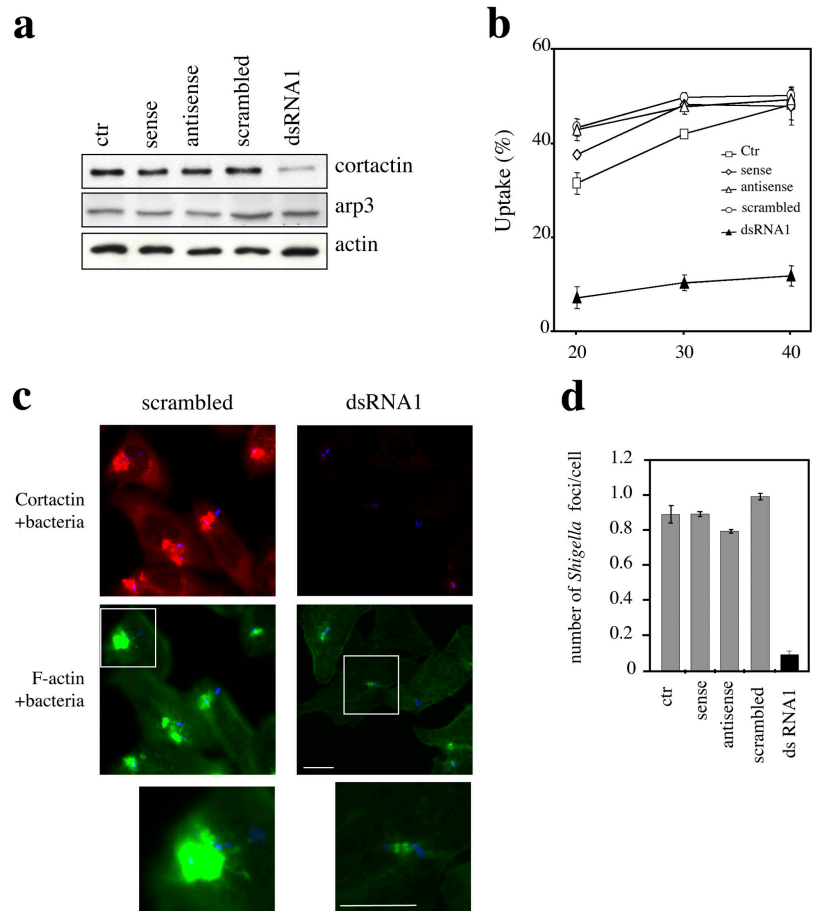 a
ctr
sense
antisense
scrambled
dsRNA1
cortactin
arp3
actin
b
Uptake (%)
60
40
20
0
20
30
40
Ctr
sense
antisense
scrambled
dsRNA1
c
scrambled
dsRNA1
Cortactin
+bacteria
F-actin
+bacteria
d
number of Shigella foci/cell
1.2
1.0
0.8
0.6
0.4
0.2
0
ctr
sense
antisense
scrambled
ds RNA1